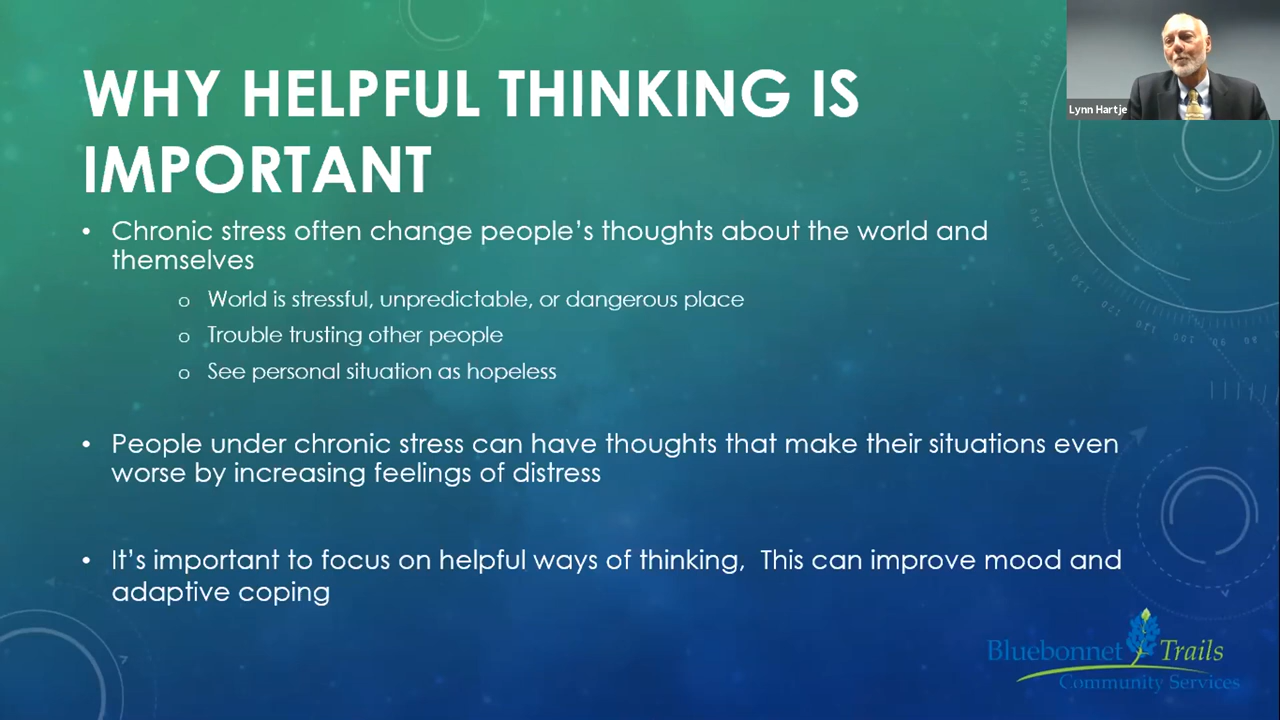 WHY HELPFUL THINKING IS
IMPORTANT
Lynn Hartje
• Chronic stress often change people's thoughts about the world and
themselves
o World is stressful, unpredictable, or dangerous place
o Trouble trusting other people
o See personal situation as hopeless
• People under chronic stress can have thoughts that make their situations even
worse by increasing feelings of distress
• It's important to focus on helpful ways of thinking,  This can improve mood and
adaptive coping
Bluebonnet Trails
Community Services